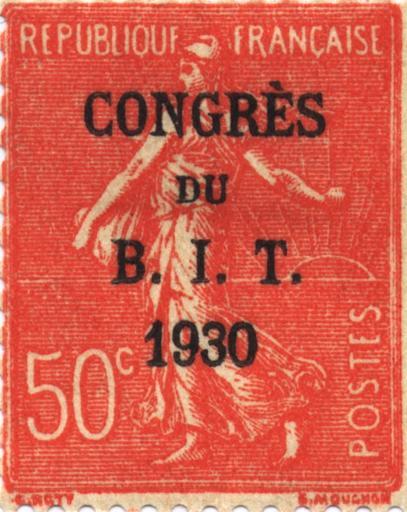 REPUBLIQUE FRANÇAISE
CONGRÈS
DU
B. I. T.
1930
50c
POSTES
O. ROTY
E. MOUCHON